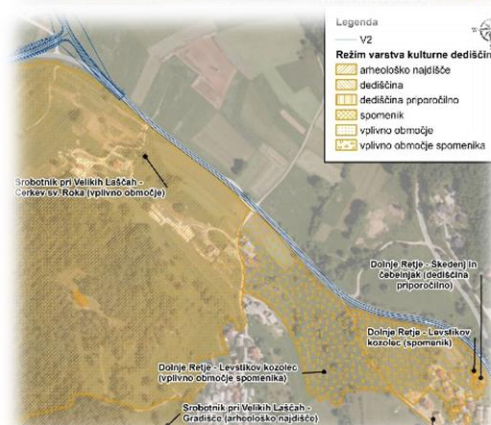 Legenda
V2
Režim varstva kulturne dediščin
arheološko najdišče
dediščina
dediščina priporočilno
spomenik
vplivno območje
vplivno območje spomenika
Srobotnik pri Velikih Laščah -
Cerkev sv. Roka (vplivno območje)
Dolnje Retje - Škedenj in
čebelnjak (dediščina
priporočilno)
Dolnje Retje - Levstikov
kozolec (spomenik)
Dolnje Retje - Levstikov kozolec
(vplivno območje spomenika)
Srobotnik pri Velikih Laščah -
Gradišče (arheološko najdišče)